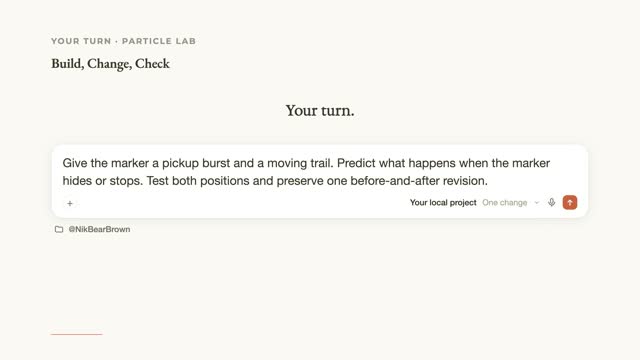 YOUR TURN · PARTICLE LAB
Build, Change, Check
Your turn.
Give the marker a pickup burst and a moving trail. Predict what happens when the marker
hides or stops. Test both positions and preserve one before-and-after revision.
+
Your local project One change
@NikBearBrown